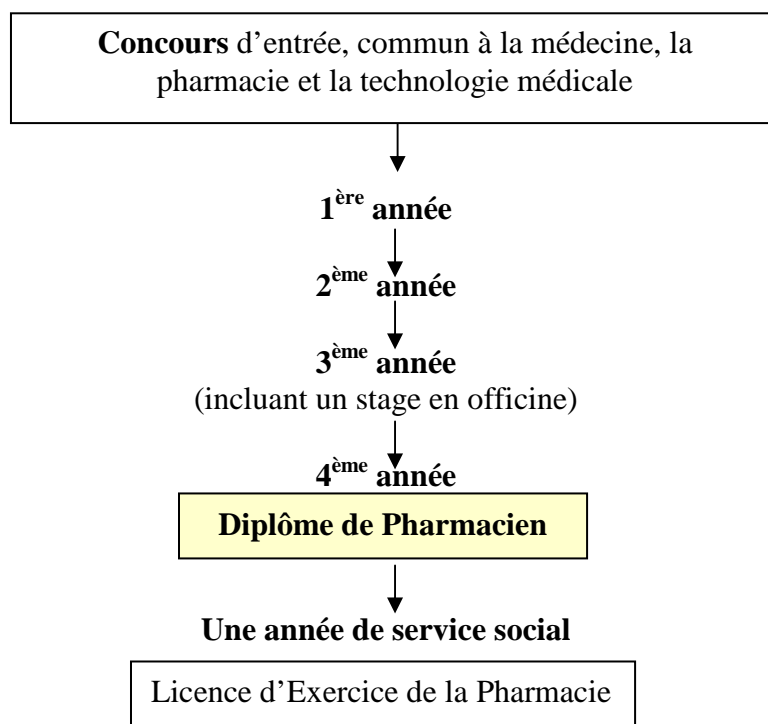 Concours d’entrée, commun à la médecine, la
pharmacie et la technologie médicale
1ère année
2ème année
3ème année
(incluant un stage en officine)
4ème année
Diplôme de Pharmacien
Une année de service social
Licence d’Exercice de la Pharmacie